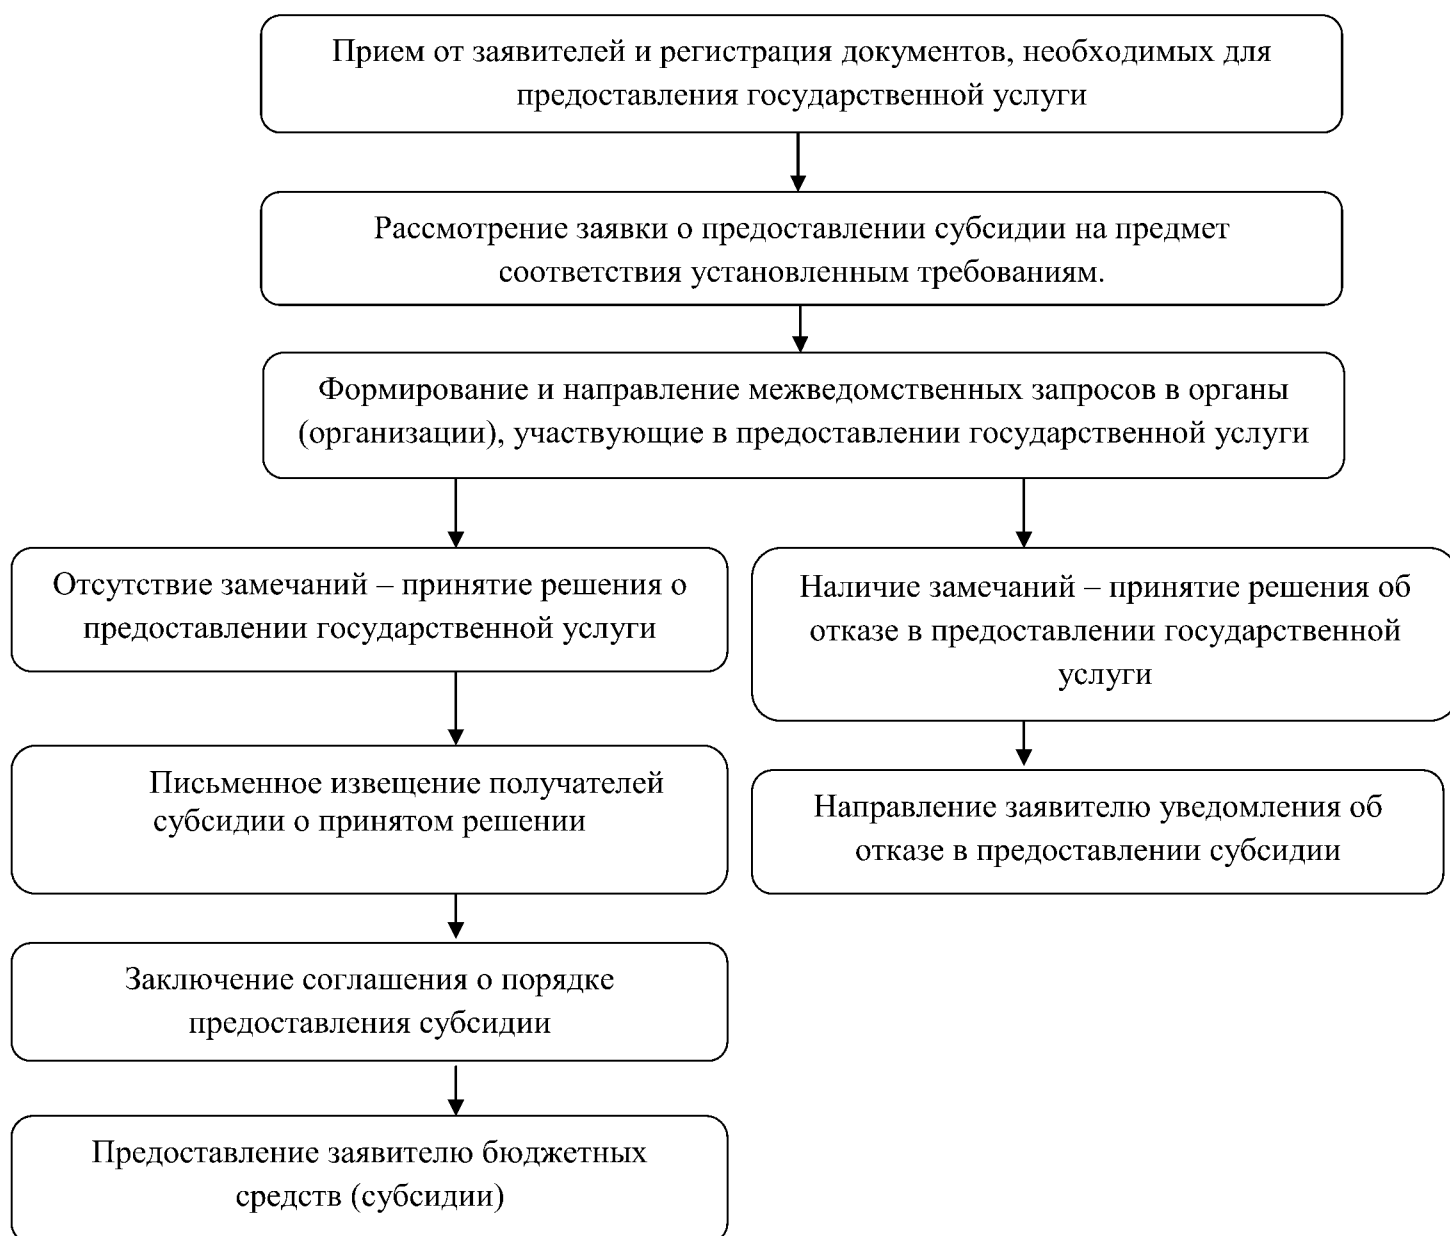 Прием от заявителей и регистрация документов, необходимых для
предоставления государственной услуги
Рассмотрение заявки о предоставлении субсидии на предмет
соответствия установленным требованиям.
Формирование и направление межведомственных запросов в органы
(организации), участвующие в предоставлении государственной услуги
Отсутствие замечаний – принятие решения о
предоставлении государственной услуги
Наличие замечаний – принятие решения об
отказе в предоставлении государственной
услуги
Письменное извещение получателей
субсидии о принятом решении
Направление заявителю уведомления об
отказе в предоставлении субсидии
Заключение соглашения о порядке
предоставления субсидии
Предоставление заявителю бюджетных
средств (субсидии)